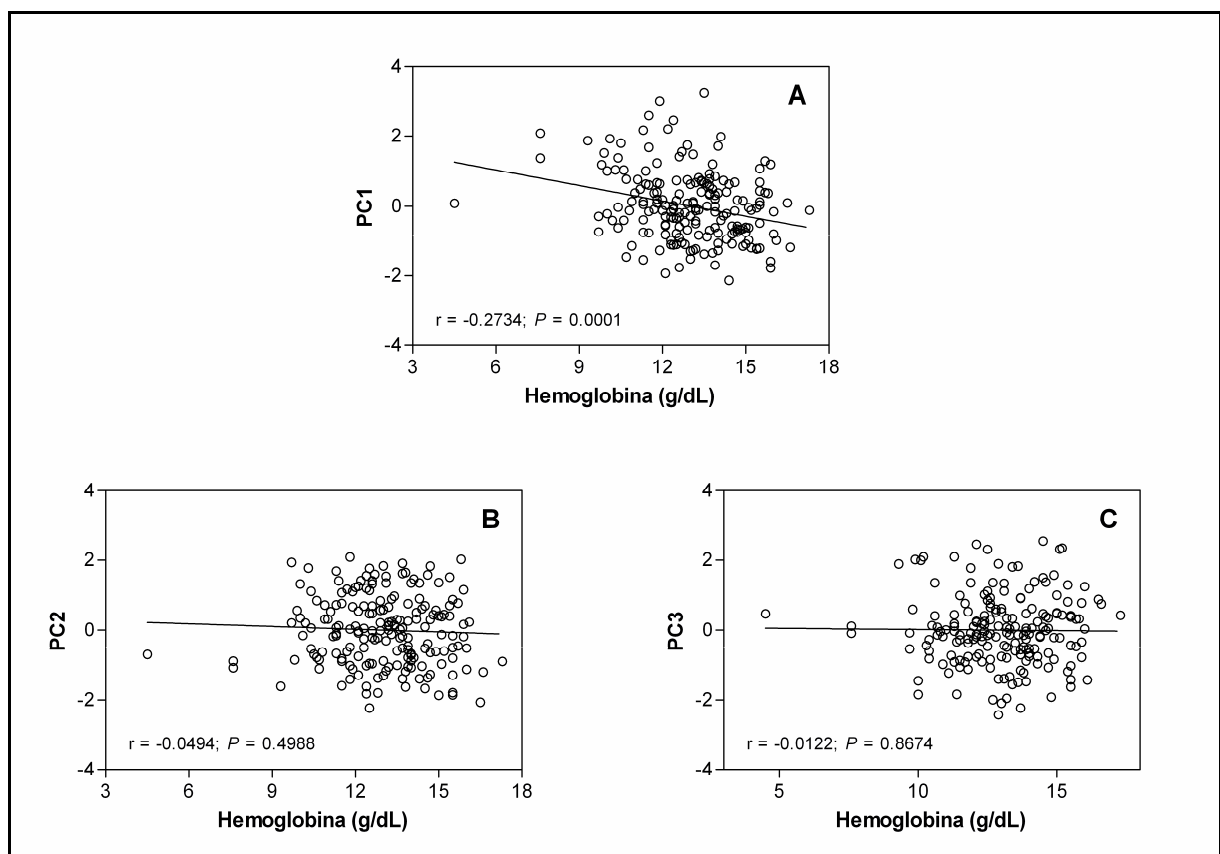 A
PC1
4
2
0
-2
-4
r = -0.2734; P = 0.0001
3 6 9 12 15 18
Hemoglobina (g/dL)
B
PC2
4
2
0
-2
-4
r = -0.0494; P = 0.4988
3 6 9 12 15 18
Hemoglobina (g/dL)
C
PC3
4
2
0
-2
-4
r = -0.0122; P = 0.8674
5 10 15
Hemoglobina (g/dL)